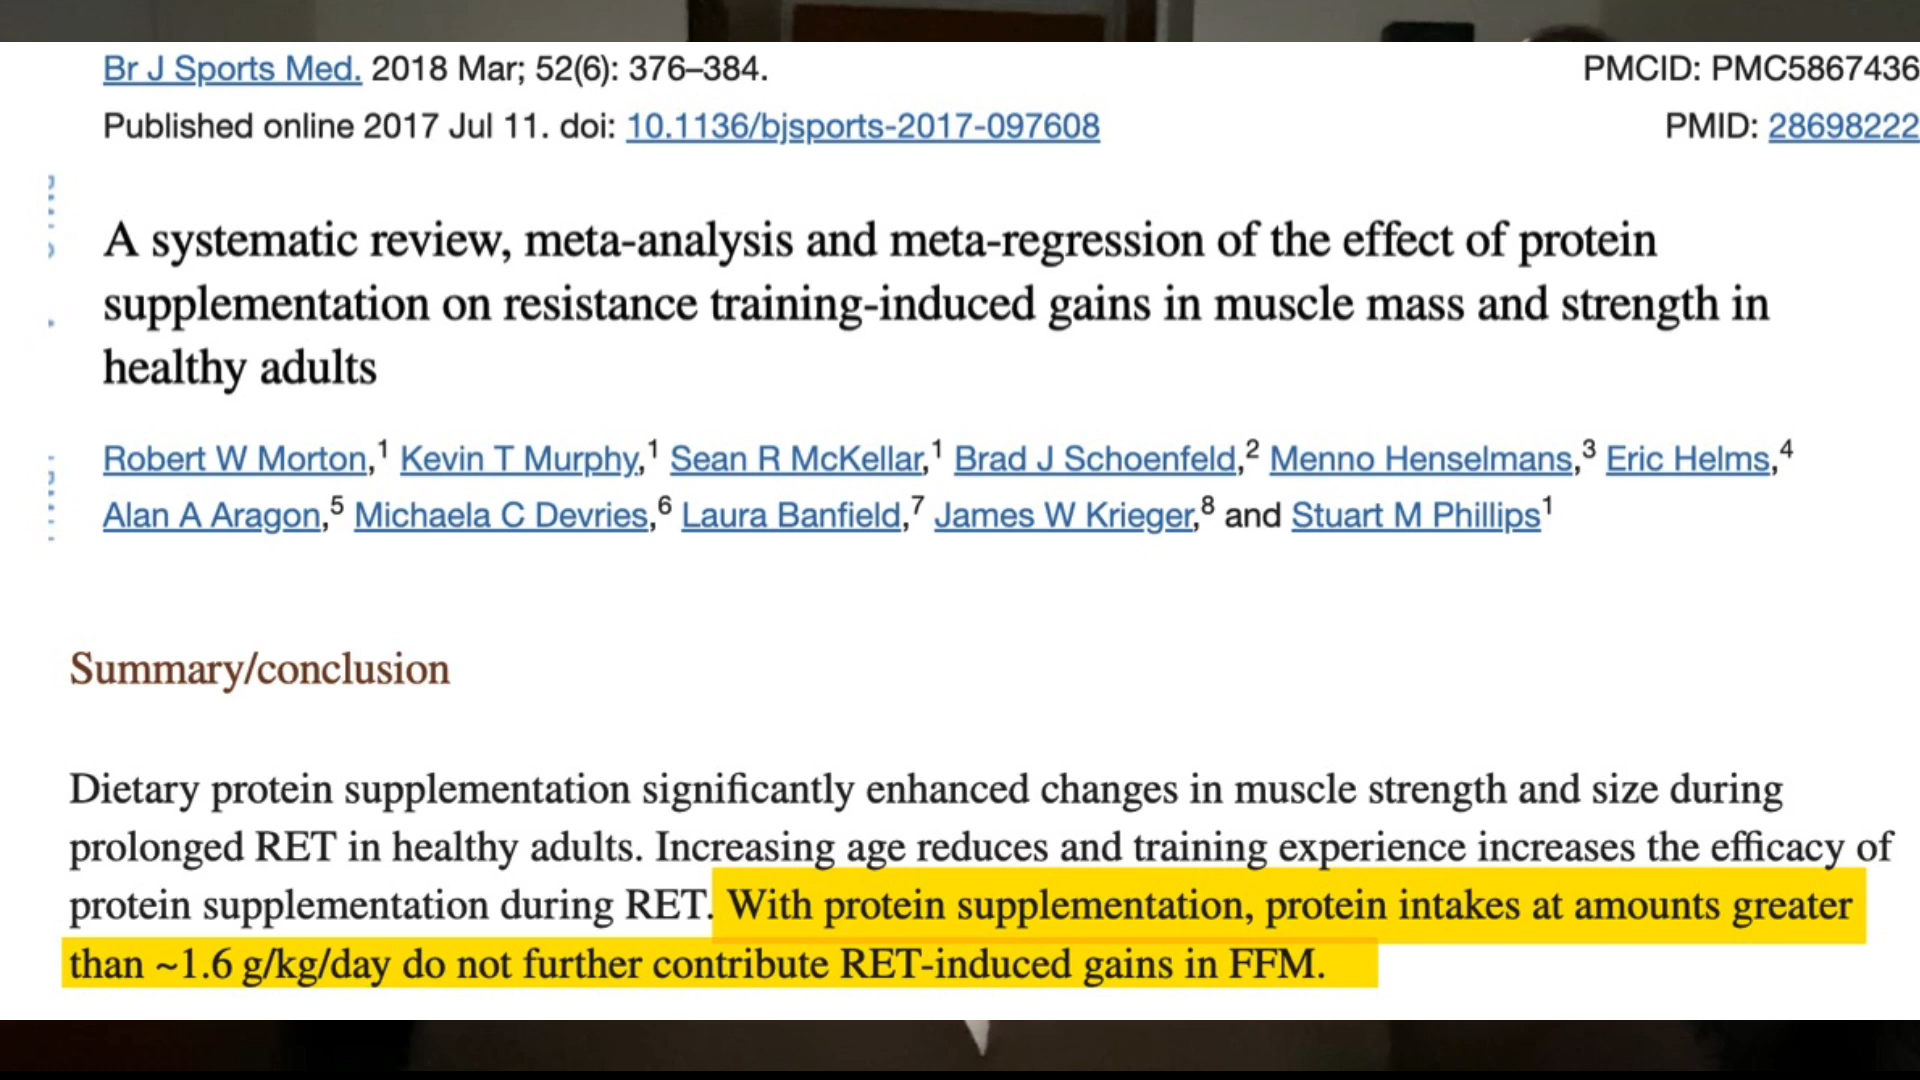 Br J Sports Med. 2018 Mar; 52(6): 376–384. PMCID: PMC5867436
Published online 2017 Jul 11. doi: 10.1136/bjsports-2017-097608 PMID: 28698222
A systematic review, meta-analysis and meta-regression of the effect of protein
supplementation on resistance training-induced gains in muscle mass and strength in
healthy adults
Robert W Morton,1 Kevin T Murphy,1 Sean R McKellar,1 Brad J Schoenfeld,2 Menno Henselmans,3 Eric Helms,4
Alan A Aragon,5 Michaela C Devries,6 Laura Banfield,7 James W Krieger,8 and Stuart M Phillips1
Summary/conclusion
Dietary protein supplementation significantly enhanced changes in muscle strength and size during
prolonged RET in healthy adults. Increasing age reduces and training experience increases the efficacy of
protein supplementation during RET. With protein supplementation, protein intakes at amounts greater
than ~1.6 g/kg/day do not further contribute RET-induced gains in FFM.